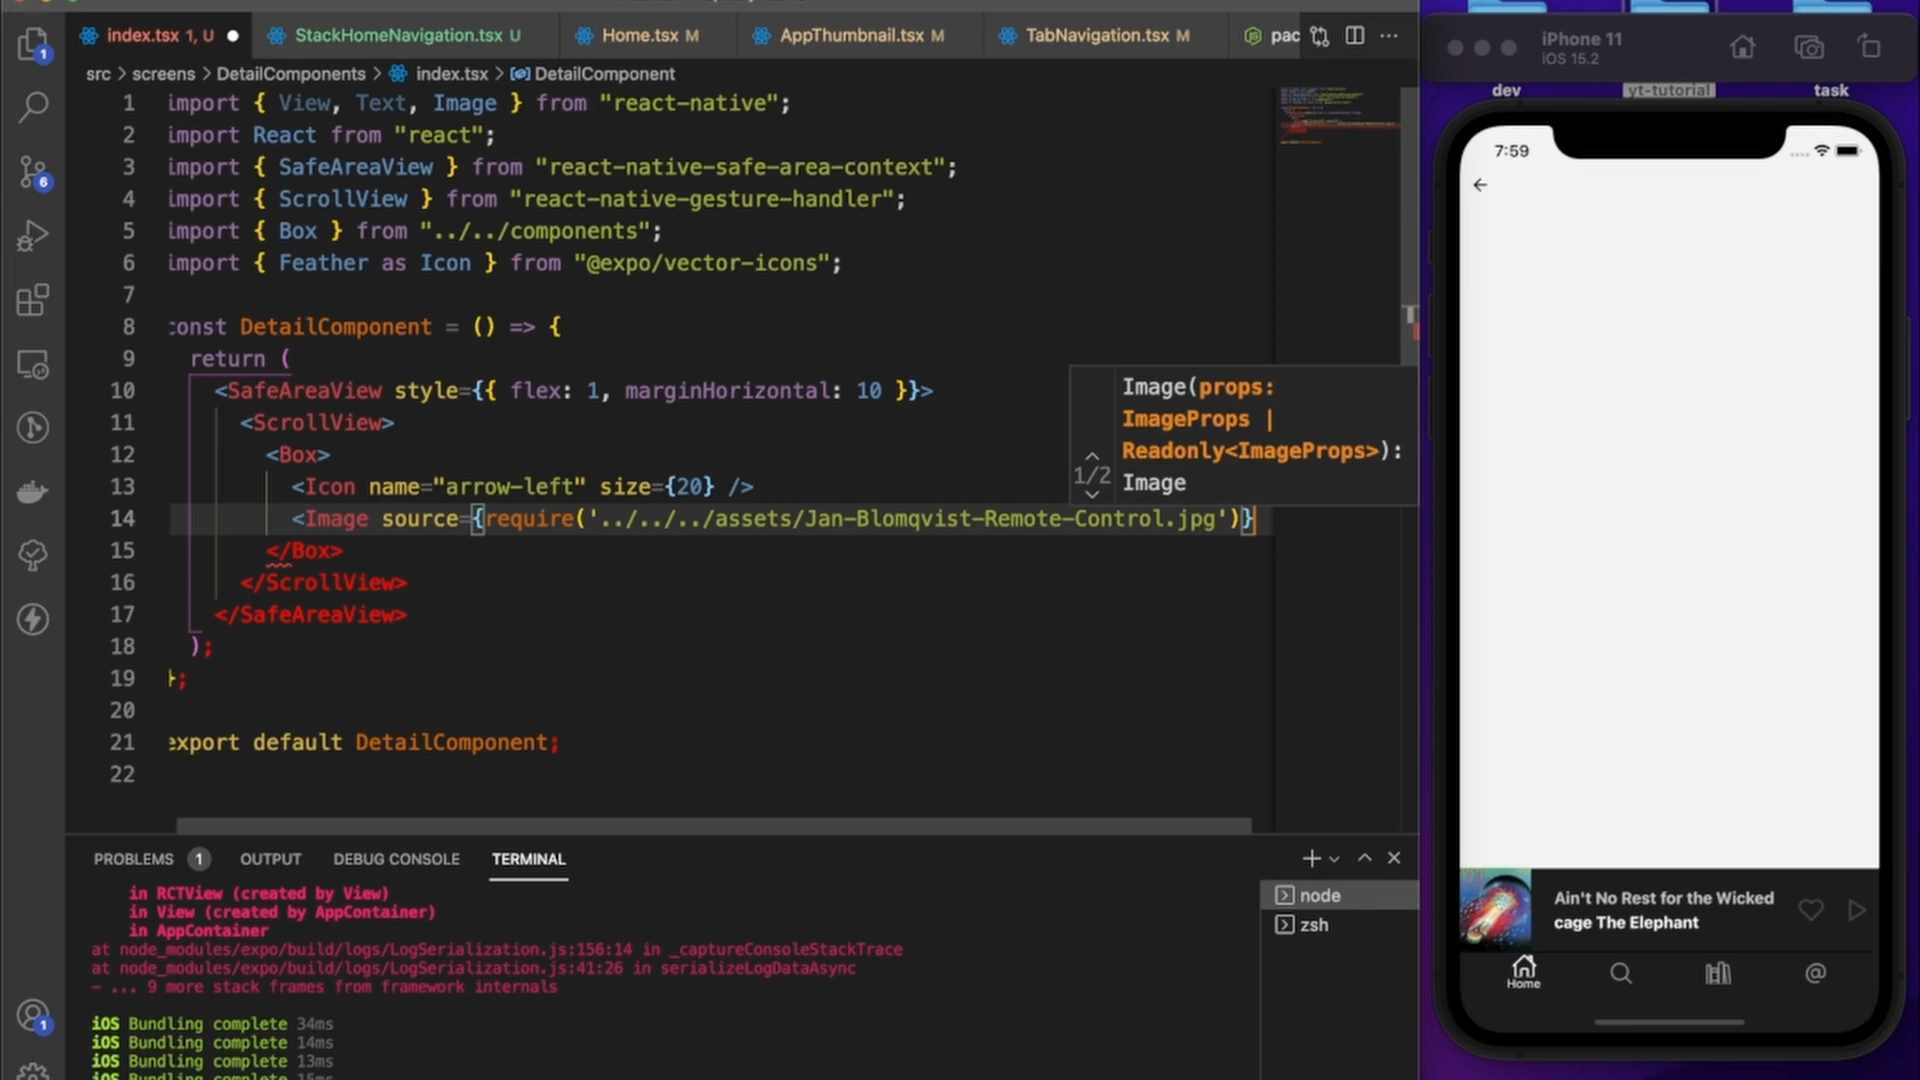 index.tsx 1, U
StackHomeNavigation.tsx U
Home.tsx M
AppThumbnail.tsx M
TabNavigation.tsx M
pac
src > screens > DetailComponents > index.tsx > DetailComponent
1 import { View, Text, Image } from "react-native";
2 import React from "react";
3 import { SafeAreaView } from "react-native-safe-area-context";
4 import { ScrollView } from "react-native-gesture-handler";
5 import { Box } from "../../components";
6 import { Feather as Icon } from "@expo/vector-icons";
7
8 const DetailComponent = () => {
9 return (
10 <SafeAreaView style={{ flex: 1, marginHorizontal: 10 }}>
11 <ScrollView>
12 <Box>
13 <Icon name="arrow-left" size={20} />
14 <Image source={require('../../../assets/Jan-Blomqvist-Remote-Control.jpg')}
15 </Box>
16 </ScrollView>
17 </SafeAreaView>
18 );
19 };
20
21 export default DetailComponent;
22
Image(props:
ImageProps |
Readonly<ImageProps>):
1/2 Image
1
6
1
PROBLEMS 1 OUTPUT DEBUG CONSOLE TERMINAL
in RCTView (created by View)
in View (created by AppContainer)
in AppContainer
at node_modules/expo/build/logs/LogSerialization.js:156:14 in _captureConsoleStackTrace
at node_modules/expo/build/logs/LogSerialization.js:41:26 in serializeLogDataAsync
- ... 9 more stack frames from framework internals
iOS Bundling complete 34ms
iOS Bundling complete 14ms
iOS Bundling complete 13ms
iOS Bundling complete 15ms
node
zsh
iPhone 11
iOS 15.2
dev
yt-tutorial
task
7:59
Ain't No Rest for the Wicked
cage The Elephant
Home